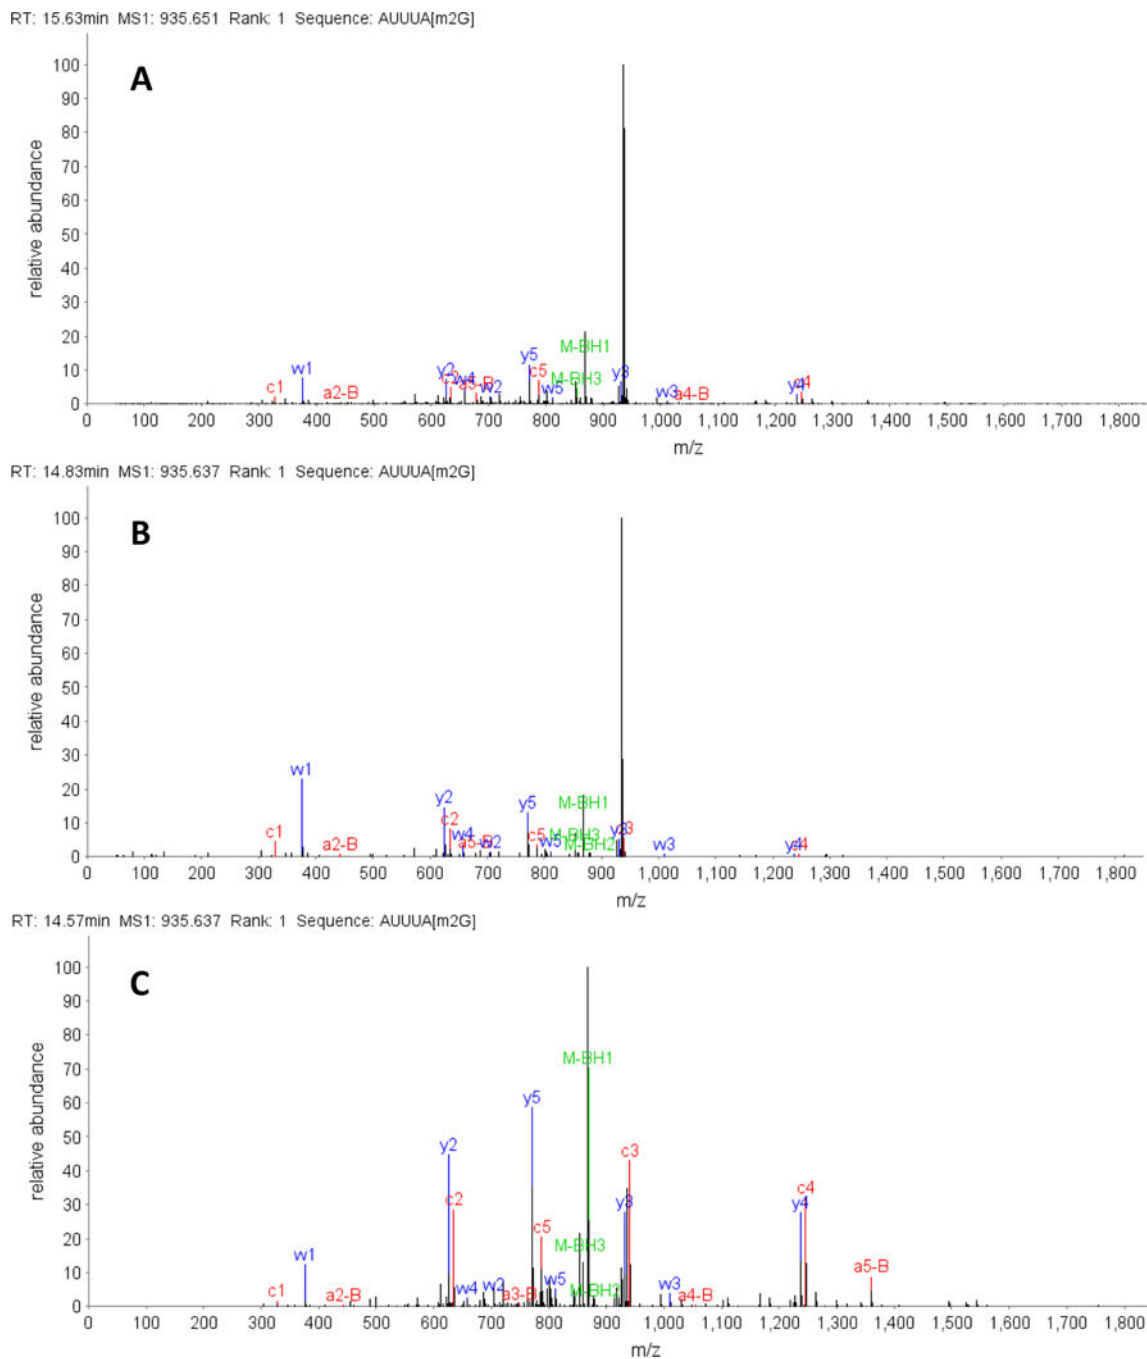 RT: 15.63min MS1: 935.651 Rank: 1 Sequence: AUUUA[m2G]
A
relative abundance
100
90
80
70
60
50
40
30
20
10
0
w1
c1
a2-B
y2
w4
a5-B
w2
y5
c5
w5
M-BH1
M-BH3
y3
w3
a4-B
y4
c4
0 100 200 300 400 500 600 700 800 900 1,000 1,100 1,200 1,300 1,400 1,500 1,600 1,700 1,800
m/z
RT: 14.83min MS1: 935.637 Rank: 1 Sequence: AUUUA[m2G]
B
relative abundance
100
90
80
70
60
50
40
30
20
10
0
w1
c1
a2-B
y2
c2
w4
a5-B
w2
y5
c5
w5
M-BH1
M-BH3
M-BH2
y3
c3
w3
y4
c4
0 100 200 300 400 500 600 700 800 900 1,000 1,100 1,200 1,300 1,400 1,500 1,600 1,700 1,800
m/z
RT: 14.57min MS1: 935.637 Rank: 1 Sequence: AUUUA[m2G]
C
relative abundance
100
90
80
70
60
50
40
30
20
10
0
w1
c1
a2-B
y2
c2
w4
w2
a3-B
y5
c5
w5
M-BH1
M-BH3
M-BH2
y3
c3
w3
a4-B
y4
c4
a5-B
0 100 200 300 400 500 600 700 800 900 1,000 1,100 1,200 1,300 1,400 1,500 1,600 1,700 1,800
m/z